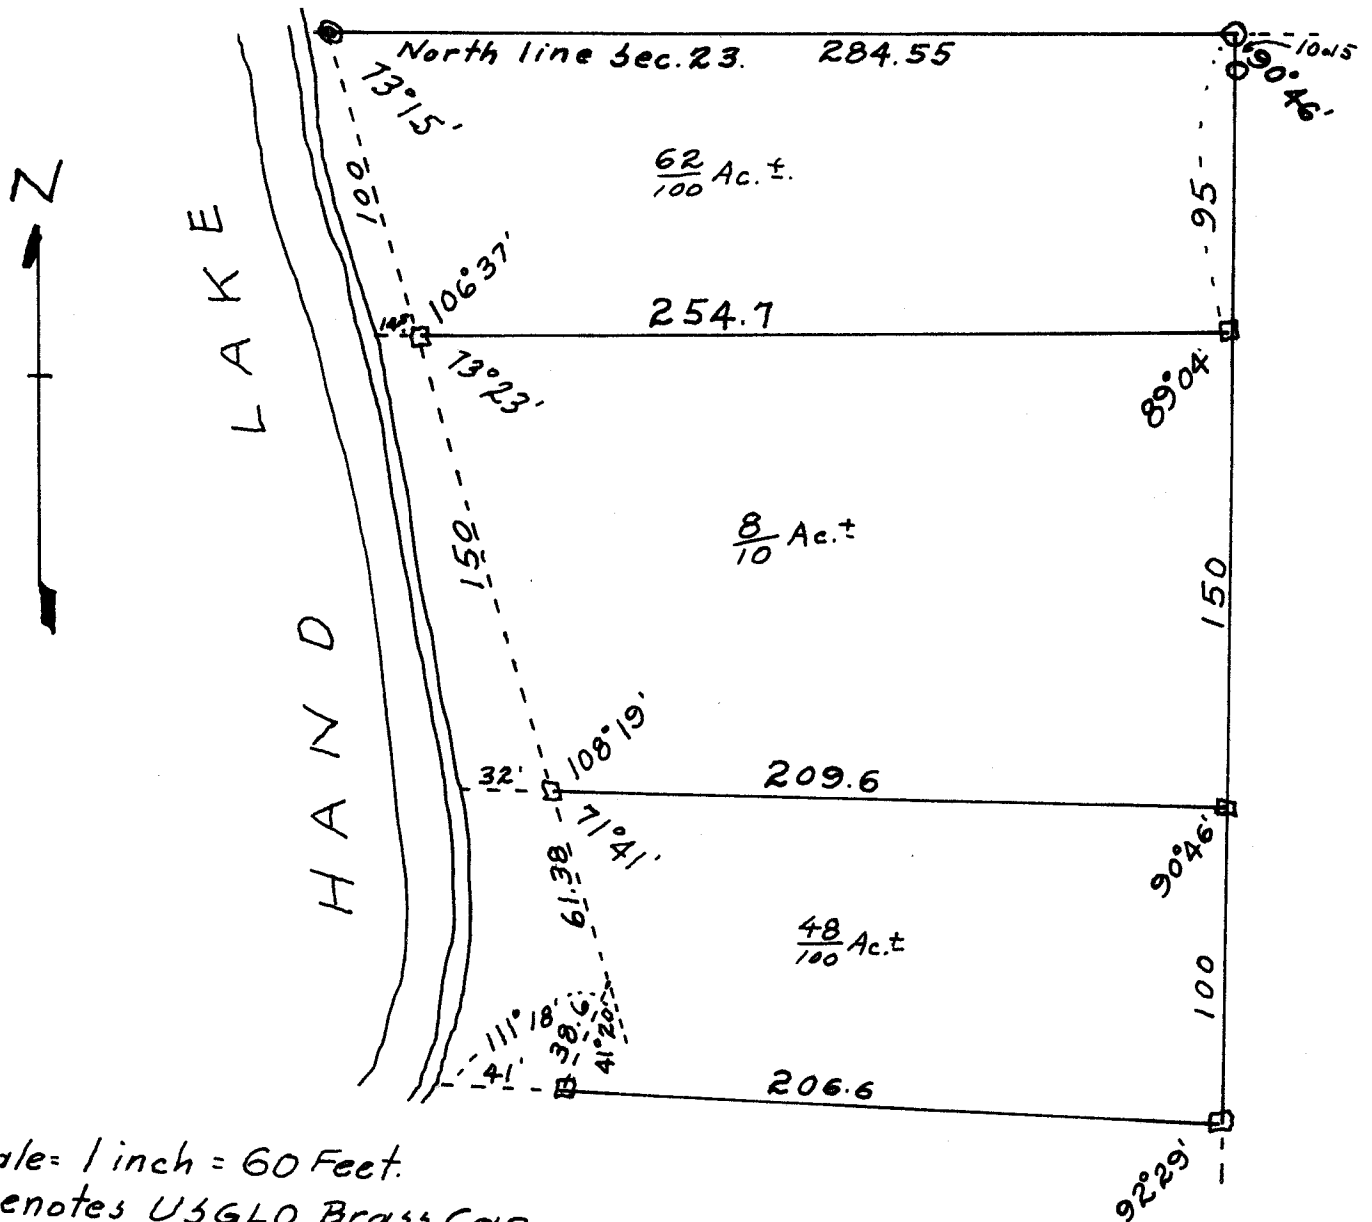 North line Sec. 23. 284.55
10.15
90°46'
73°15'
N
100
62/100 Ac.±.
95
LAKE
106°37'
14'
254.7
73°23'
89°04'
150
8/10 Ac.±
150
HAND
108°19'
32'
209.6
71°41'
90°46'
61.38
48/100 Ac.±
100
111°18'
38.6
41°20'
41'
206.6
92°29'
ale= 1 inch = 60 Feet.
enotes USGLO Brass Cap